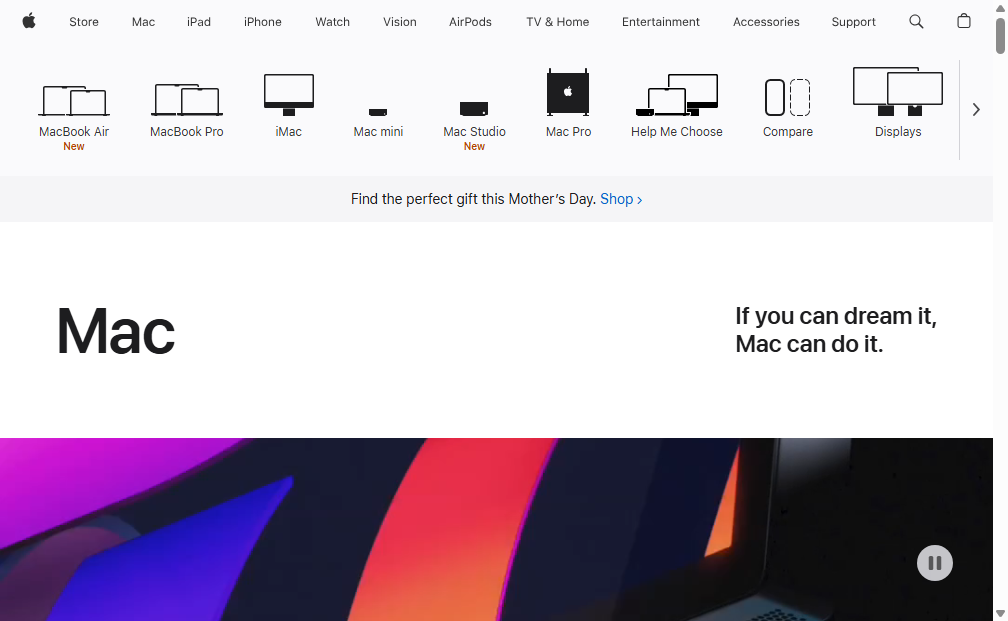 Store Mac iPad iPhone Watch Vision AirPods TV & Home Entertainment Accessories Support
MacBook Air MacBook Pro iMac Mac mini Mac Studio Mac Pro Help Me Choose Compare Displays
New New
Find the perfect gift this Mother’s Day. Shop ›
Mac
If you can dream it,
Mac can do it.